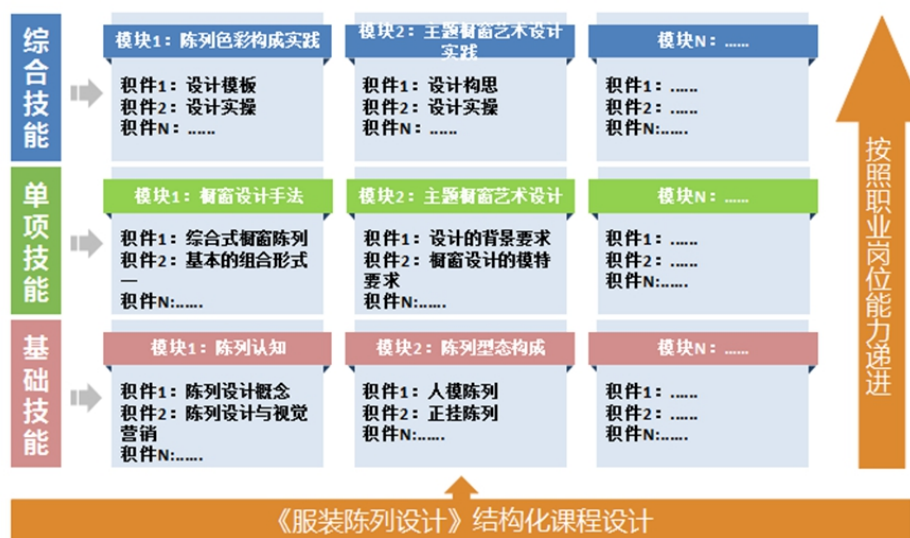 综合技能
模块1：陈列色彩构成实践
积件1：设计模板
积件2：设计实操
积件N：......
模块2：主题橱窗艺术设计
实践
积件1：设计构思
积件2：设计实操
积件N：......
模块N：......
积件1：......
积件2：......
积件N:......
单项技能
模块1：橱窗设计手法
积件1：综合式橱窗陈列
积件2：基本的组合形式
一
积件N:......
模块2：主题橱窗艺术设计
积件1：设计的背景要求
积件2：橱窗设计的模特
要求
积件N:......
模块N：......
积件1：......
积件2：......
积件N:......
基础技能
模块1：陈列认知
积件1：陈列设计概念
积件2：陈列设计与视觉
营销
积件N:......
模块2：陈列型态构成
积件1：人模陈列
积件2：正挂陈列
积件N:......
模块N：......
积件1：......
积件2：......
积件N:......
按照职业岗位能力递进
《服装陈列设计》结构化课程设计